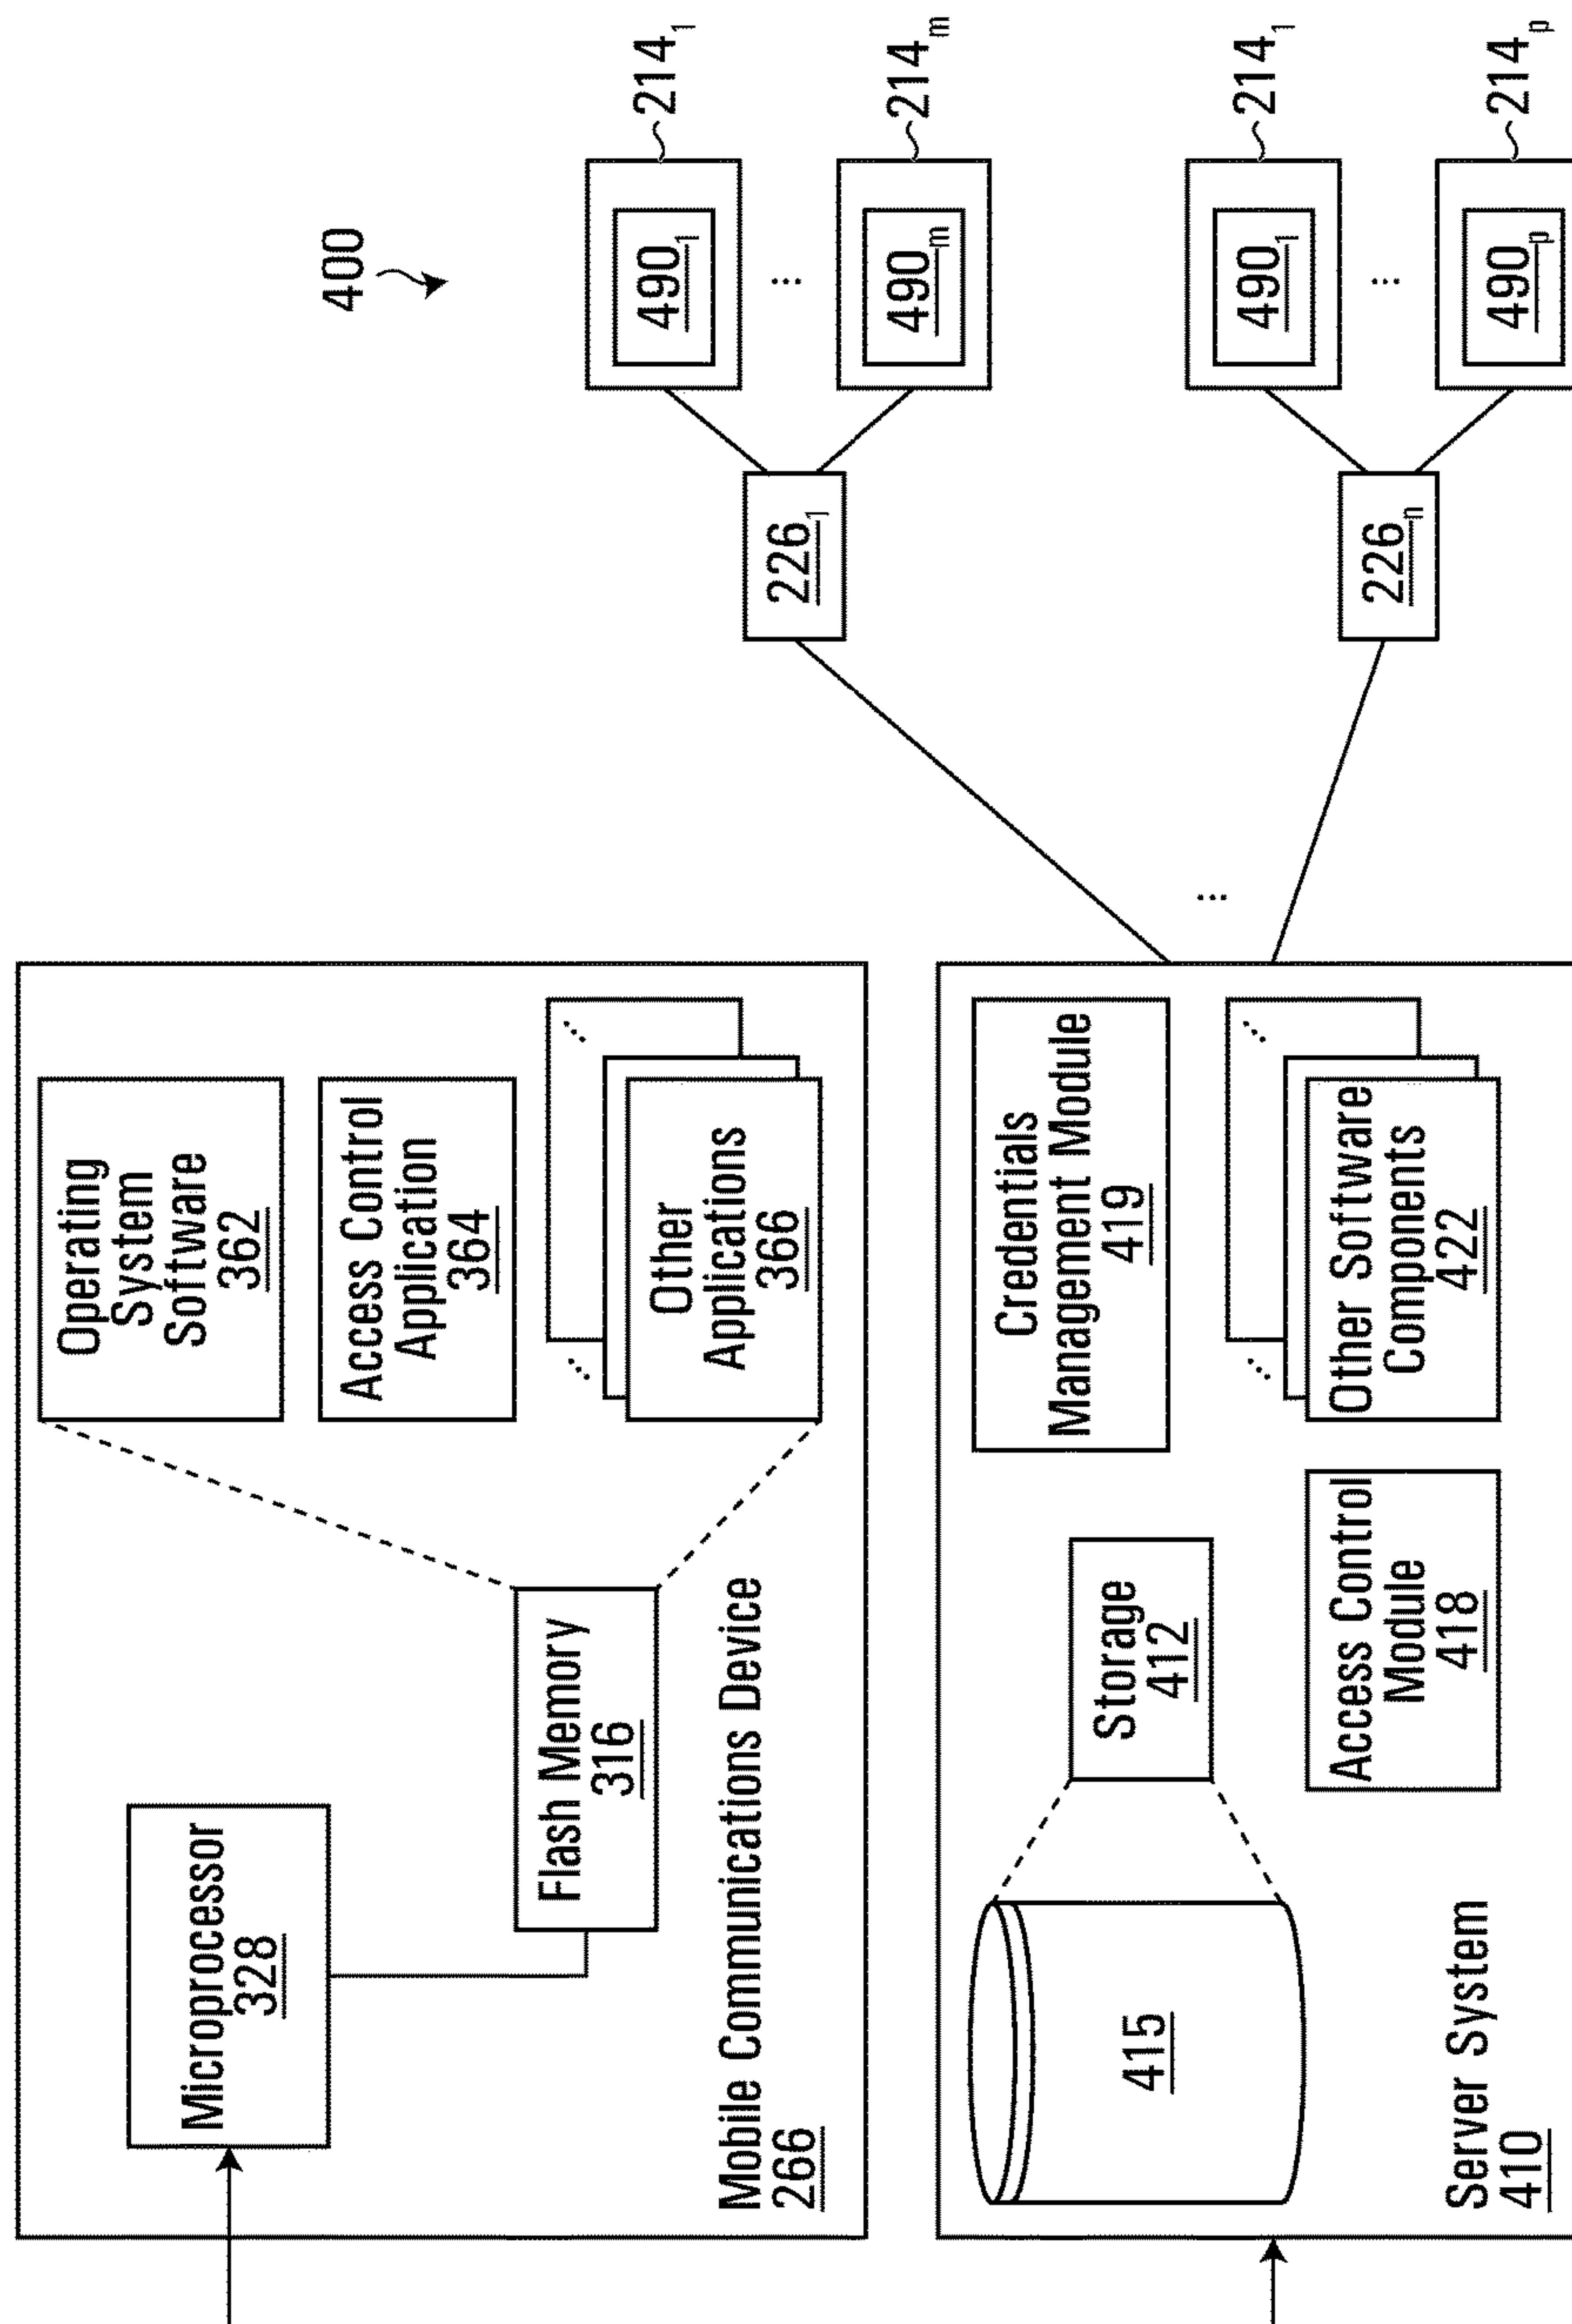 400
Operating
System
Software
362
Access Control
Application
364
Other
Applications
366
Microprocessor
328
Flash Memory
316
Mobile Communications Device
266
Credentials
Management Module
419
Other Software
Components
422
Storage
412
Access Control
Module
418
415
Server System
410
226₁
226ₙ
490₁
214₁
490ₘ
214ₘ
490₁
214₁
490ₚ
214ₚ